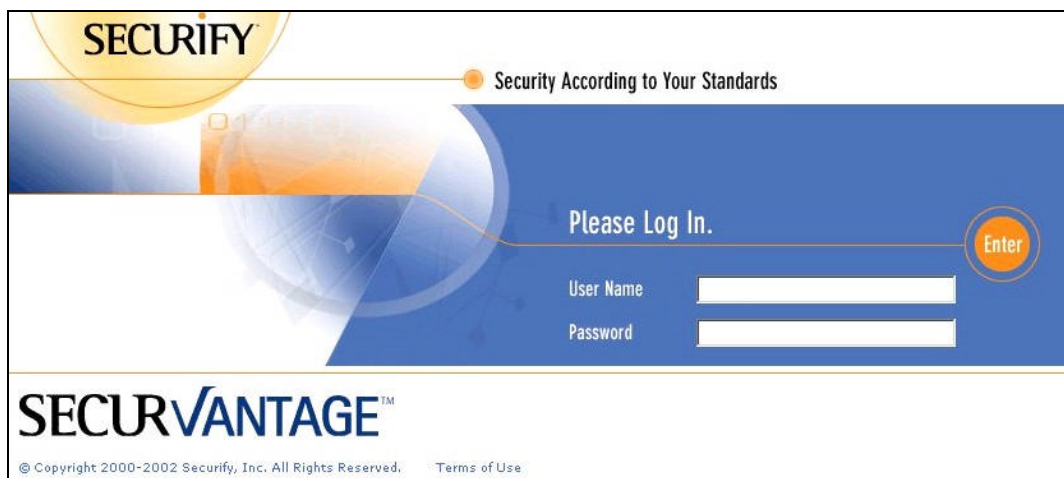 SECURIFY
Security According to Your Standards
Please Log In.
Enter
User Name
Password
SECURVANTAGE™
© Copyright 2000-2002 Securify, Inc. All Rights Reserved. Terms of Use